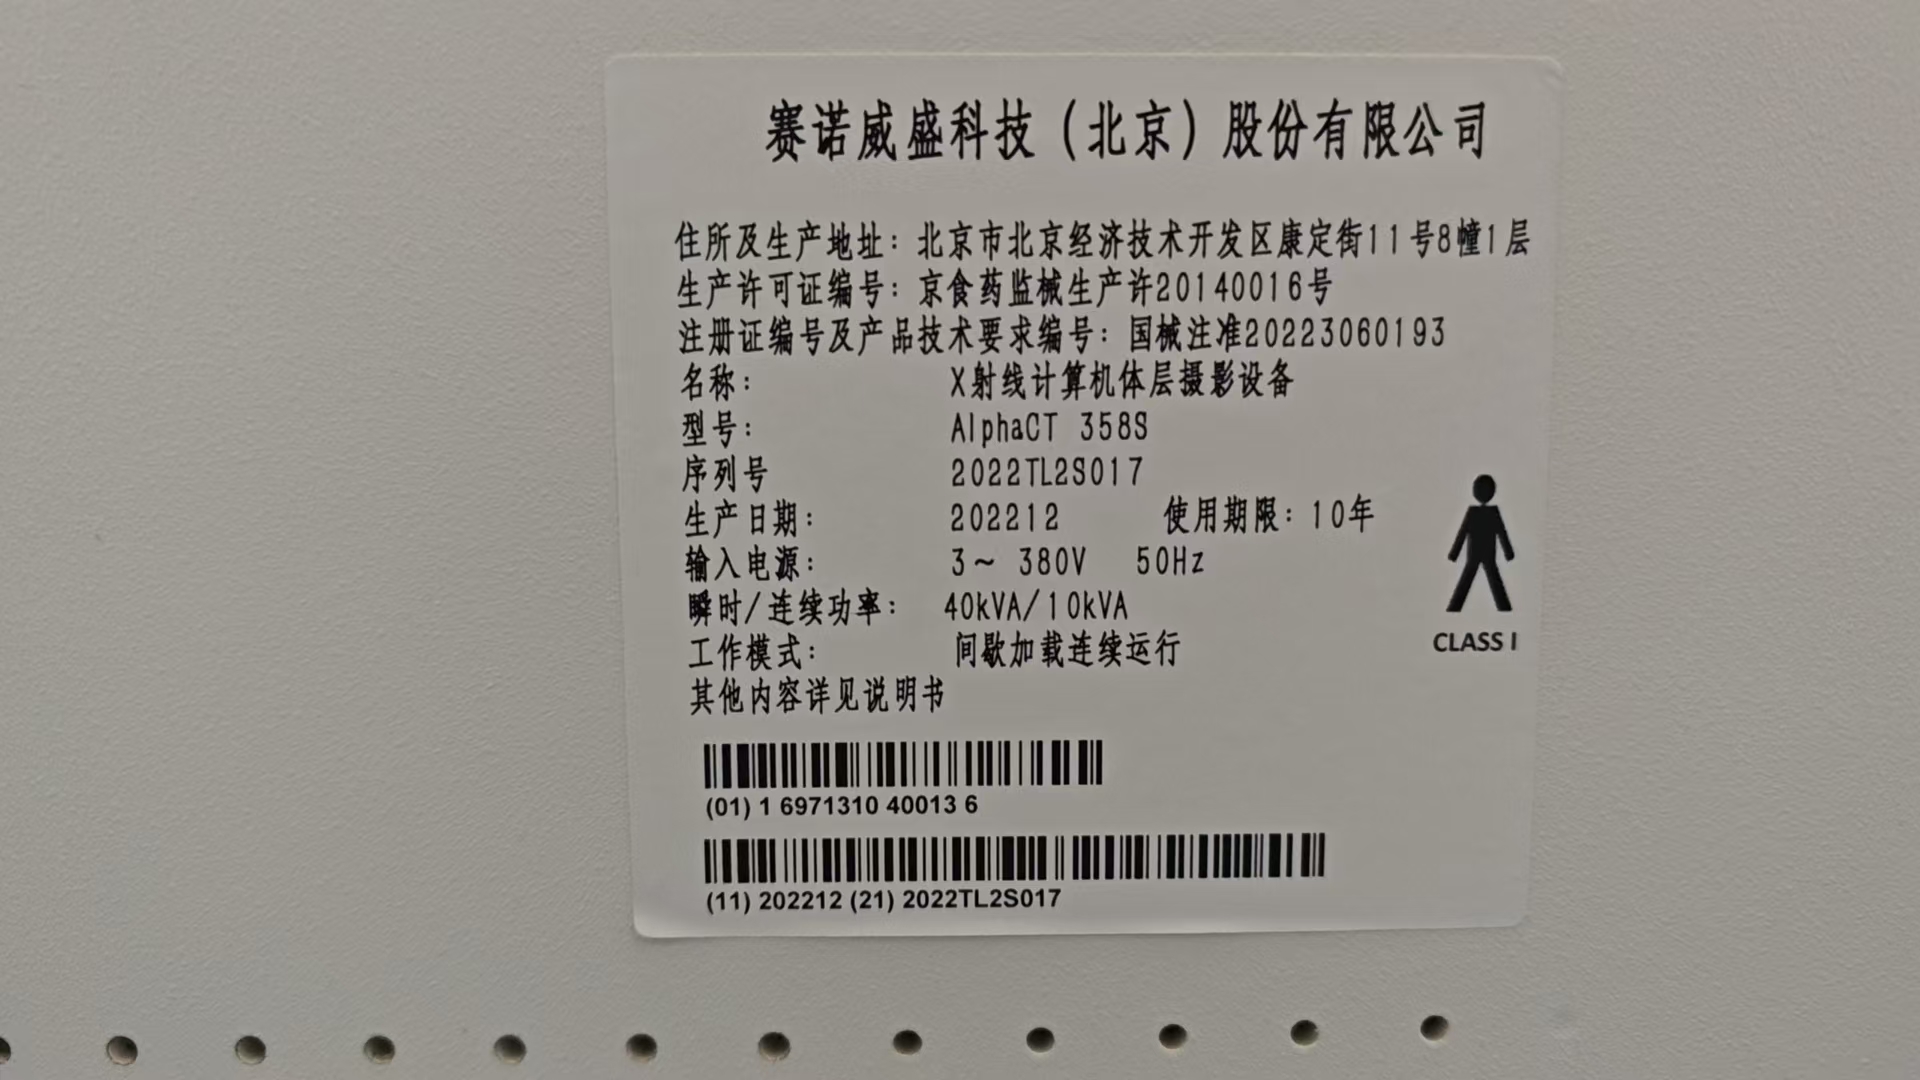 赛诺威盛科技（北京）股份有限公司
住所及生产地址：北京市北京经济技术开发区康定街11号8幢1层
生产许可证编号：京食药监械生产许20140016号
注册证编号及产品技术要求编号：国械注准20223060193
名称： X射线计算机体层摄影设备
型号： AlphaCT 358S
序列号 2022TL2S017
生产日期： 202212 使用期限：10年
输入电源： 3～ 380V 50Hz
瞬时/连续功率： 40kVA/10kVA
工作模式： 间歇加载连续运行
CLASS I
其他内容详见说明书
(01) 1 6971310 40013 6
(11) 202212 (21) 2022TL2S017